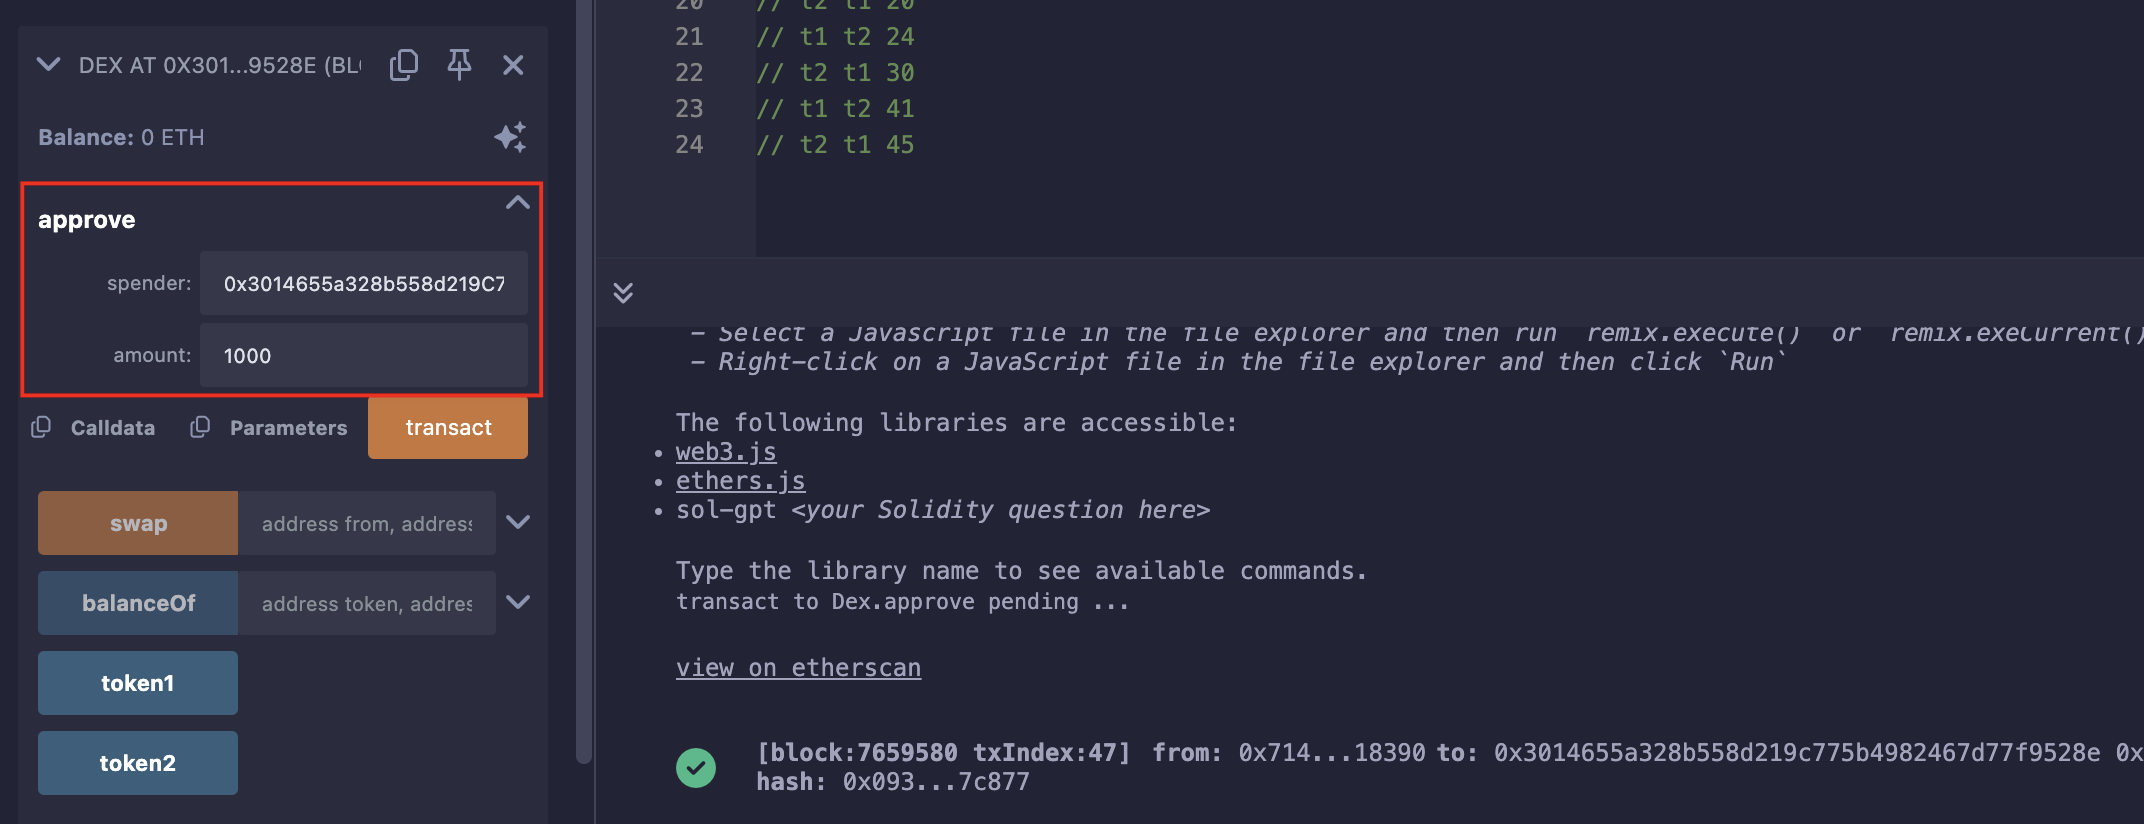 DEX AT 0X301...9528E (BL
Balance: 0 ETH
approve
spender: 0x3014655a328b558d219C7
amount: 1000
Calldata Parameters transact
swap address from, address
balanceOf address token, addres
token1
token2
20 // t2 t1 20
21 // t1 t2 24
22 // t2 t1 30
23 // t1 t2 41
24 // t2 t1 45
- Select a Javascript file in the file explorer and then run `remix.execute()` or `remix.exeCurrent()
- Right-click on a JavaScript file in the file explorer and then click `Run`
The following libraries are accessible:
• web3.js
• ethers.js
• sol-gpt <your Solidity question here>
Type the library name to see available commands.
transact to Dex.approve pending ...
view on etherscan
[block:7659580 txIndex:47] from: 0x714...18390 to: 0x3014655a328b558d219c775b4982467d77f9528e 0x
hash: 0x093...7c877